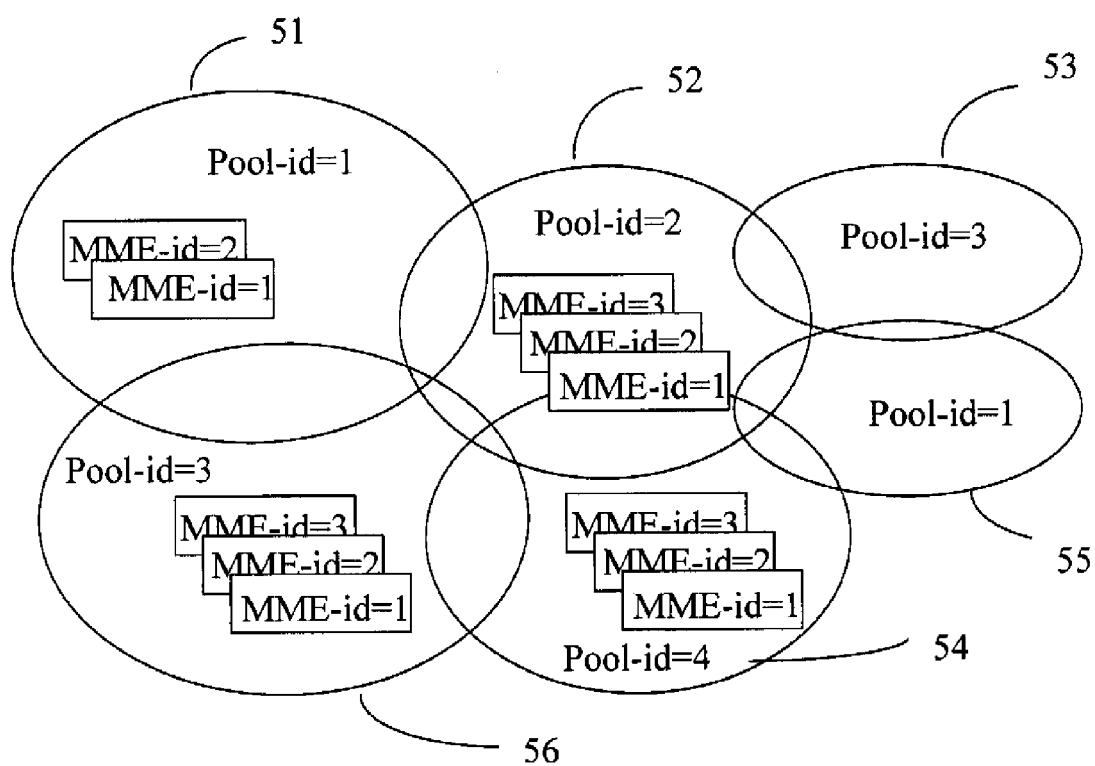 51
52
53
Pool-id=1
Pool-id=2
Pool-id=3
MME-id=2
MME-id=1
MME-id=3
MME-id=2
MME-id=1
Pool-id=1
Pool-id=3
MME-id=3
MME-id=2
MME-id=1
MME-id=3
MME-id=2
MME-id=1
Pool-id=4
55
54
56